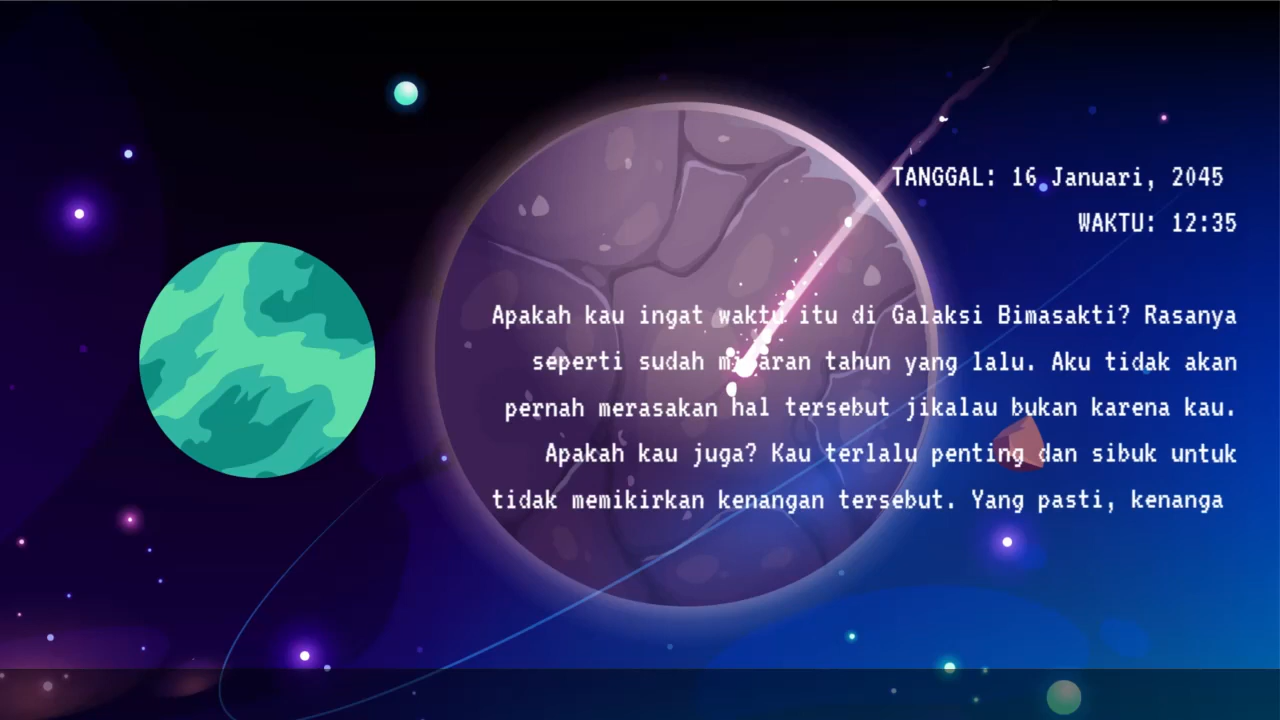 TANGGAL: 16 Januari, 2045
WAKTU: 12:35
Apakah kau ingat waktu itu di Galaksi Bimasakti? Rasanya
seperti sudah miliaran tahun yang lalu. Aku tidak akan
pernah merasakan hal tersebut jikalau bukan karena kau.
Apakah kau juga? Kau terlalu penting dan sibuk untuk
tidak memikirkan kenangan tersebut. Yang pasti, kenanga